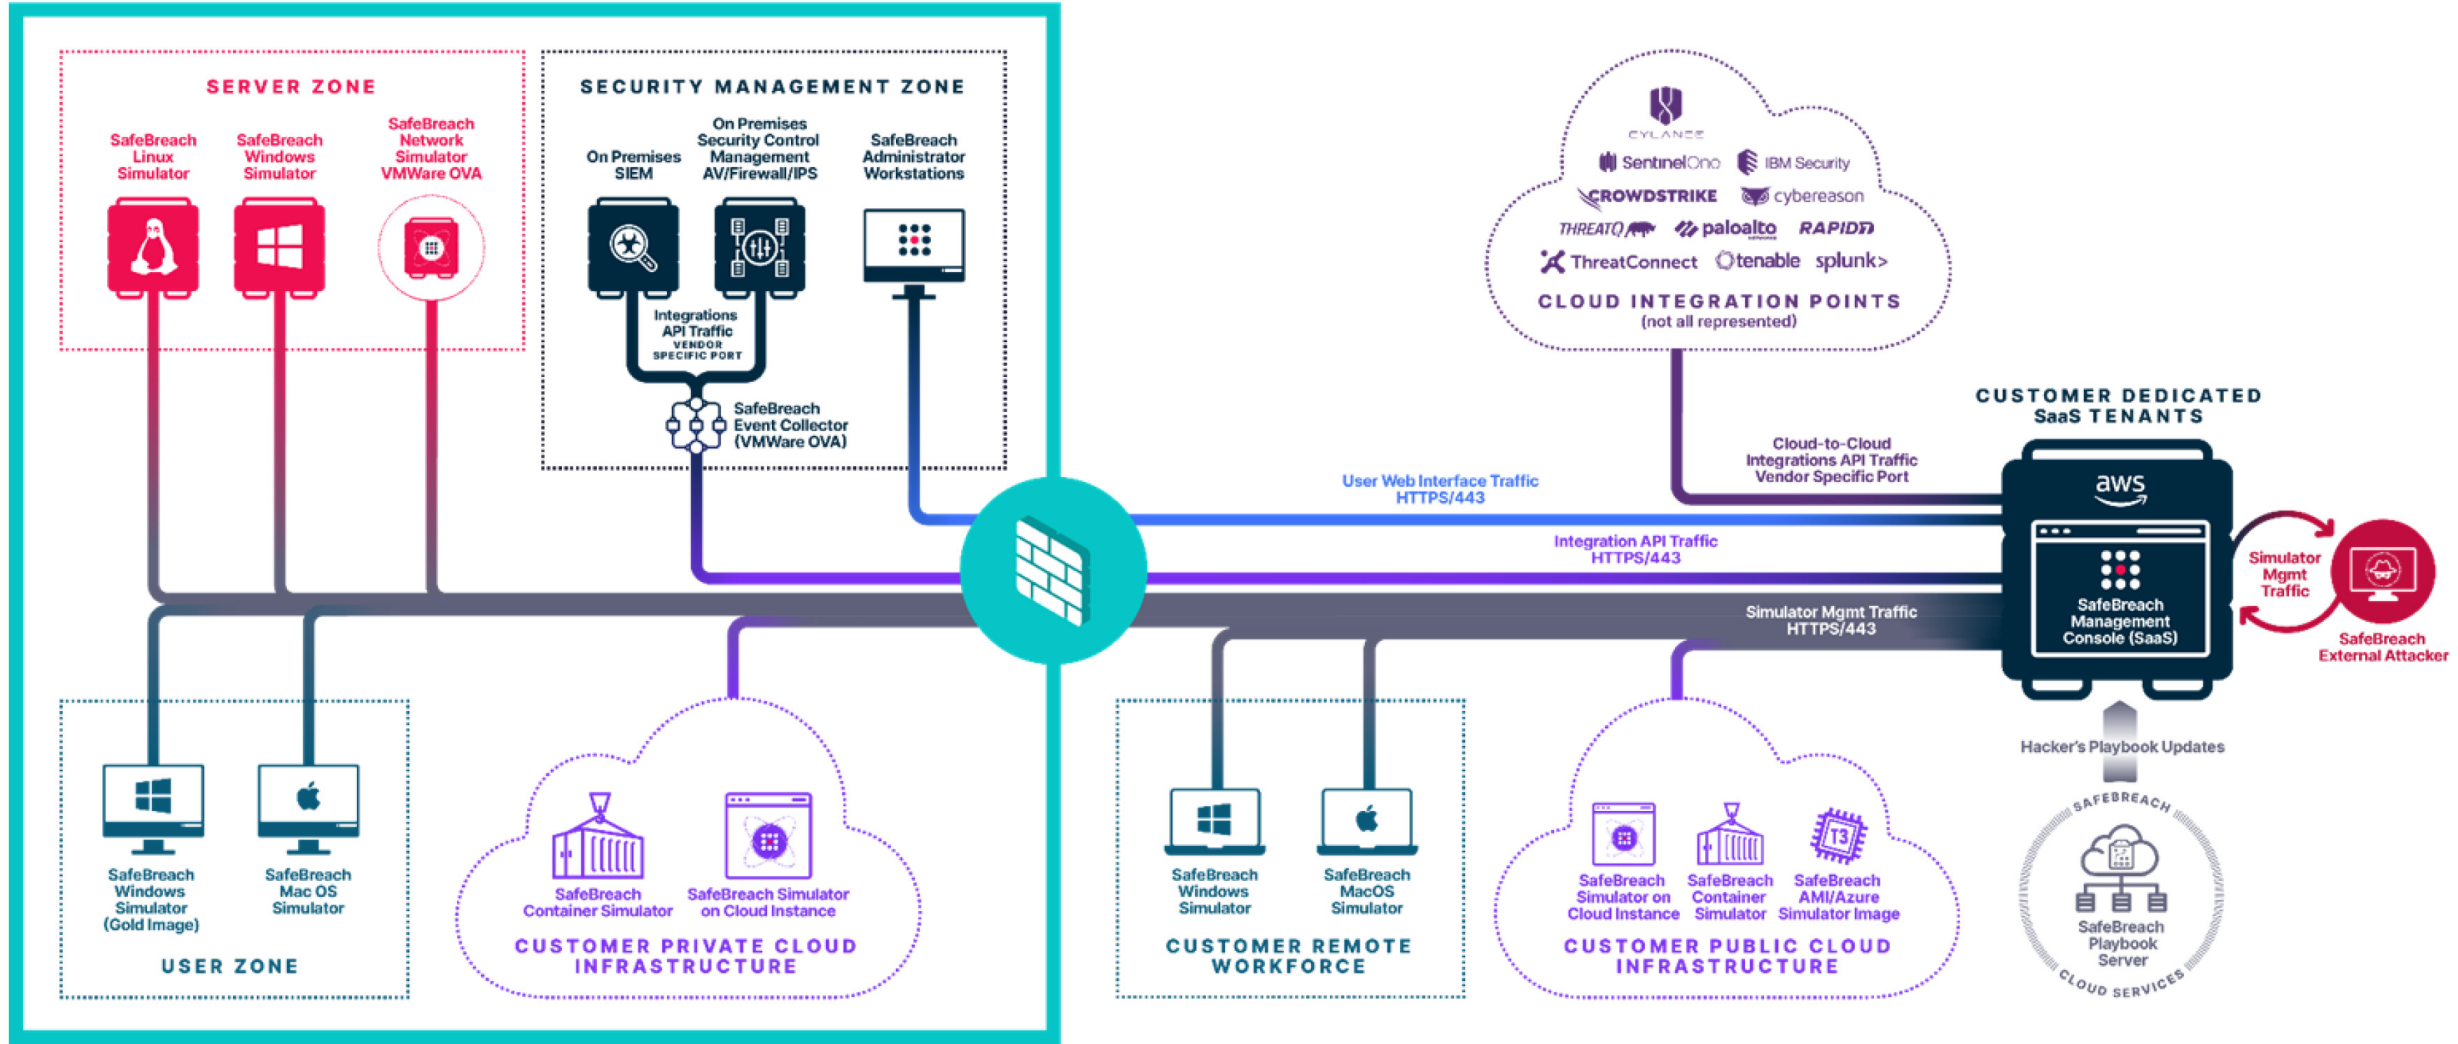 SERVER ZONE
SafeBreach
Linux
Simulator
SafeBreach
Windows
Simulator
SafeBreach
Network
Simulator
VMWare OVA
SECURITY MANAGEMENT ZONE
On Premises
SIEM
On Premises
Security Control
Management
AV/Firewall/IPS
SafeBreach
Administrator
Workstations
Integrations
API Traffic
VENDOR
SPECIFIC PORT
SafeBreach
Event Collector
(VMWare OVA)
CYLANCE
SentinelOne
IBM Security
CROWDSTRIKE
cybereason
THREATQ
paloalto
NETWORKS
RAPID7
ThreatConnect
tenable
splunk>
CLOUD INTEGRATION POINTS
(not all represented)
CUSTOMER DEDICATED
SaaS TENANTS
Cloud-to-Cloud
Integrations API Traffic
Vendor Specific Port
User Web Interface Traffic
HTTPS/443
Integration API Traffic
HTTPS/443
Simulator Mgmt Traffic
HTTPS/443
aws
SafeBreach
Management
Console (SaaS)
Simulator
Mgmt
Traffic
SafeBreach
External Attacker
Hacker's Playbook Updates
SAFEBREACH
SafeBreach
Playbook
Server
CLOUD SERVICES
SafeBreach
Windows
Simulator
(Gold Image)
SafeBreach
Mac OS
Simulator
USER ZONE
SafeBreach
Container Simulator
SafeBreach Simulator
on Cloud Instance
CUSTOMER PRIVATE CLOUD
INFRASTRUCTURE
SafeBreach
Windows
Simulator
SafeBreach
MacOS
Simulator
CUSTOMER REMOTE
WORKFORCE
T3
SafeBreach
Simulator on
Cloud Instance
SafeBreach
Container
Simulator
SafeBreach
AMI/Azure
Simulator Image
CUSTOMER PUBLIC CLOUD
INFRASTRUCTURE